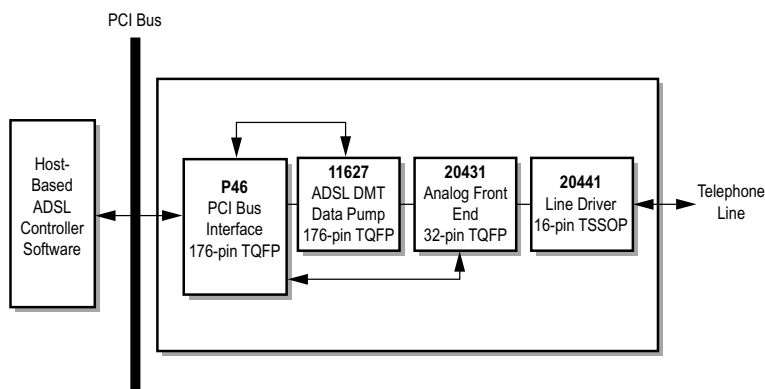 PCI Bus
Host-
Based
ADSL
Controller
Software
P46
PCI Bus
Interface
176-pin TQFP
11627
ADSL DMT
Data Pump
176-pin TQFP
20431
Analog Front
End
32-pin TQFP
20441
Line Driver
16-pin TSSOP
Telephone
Line